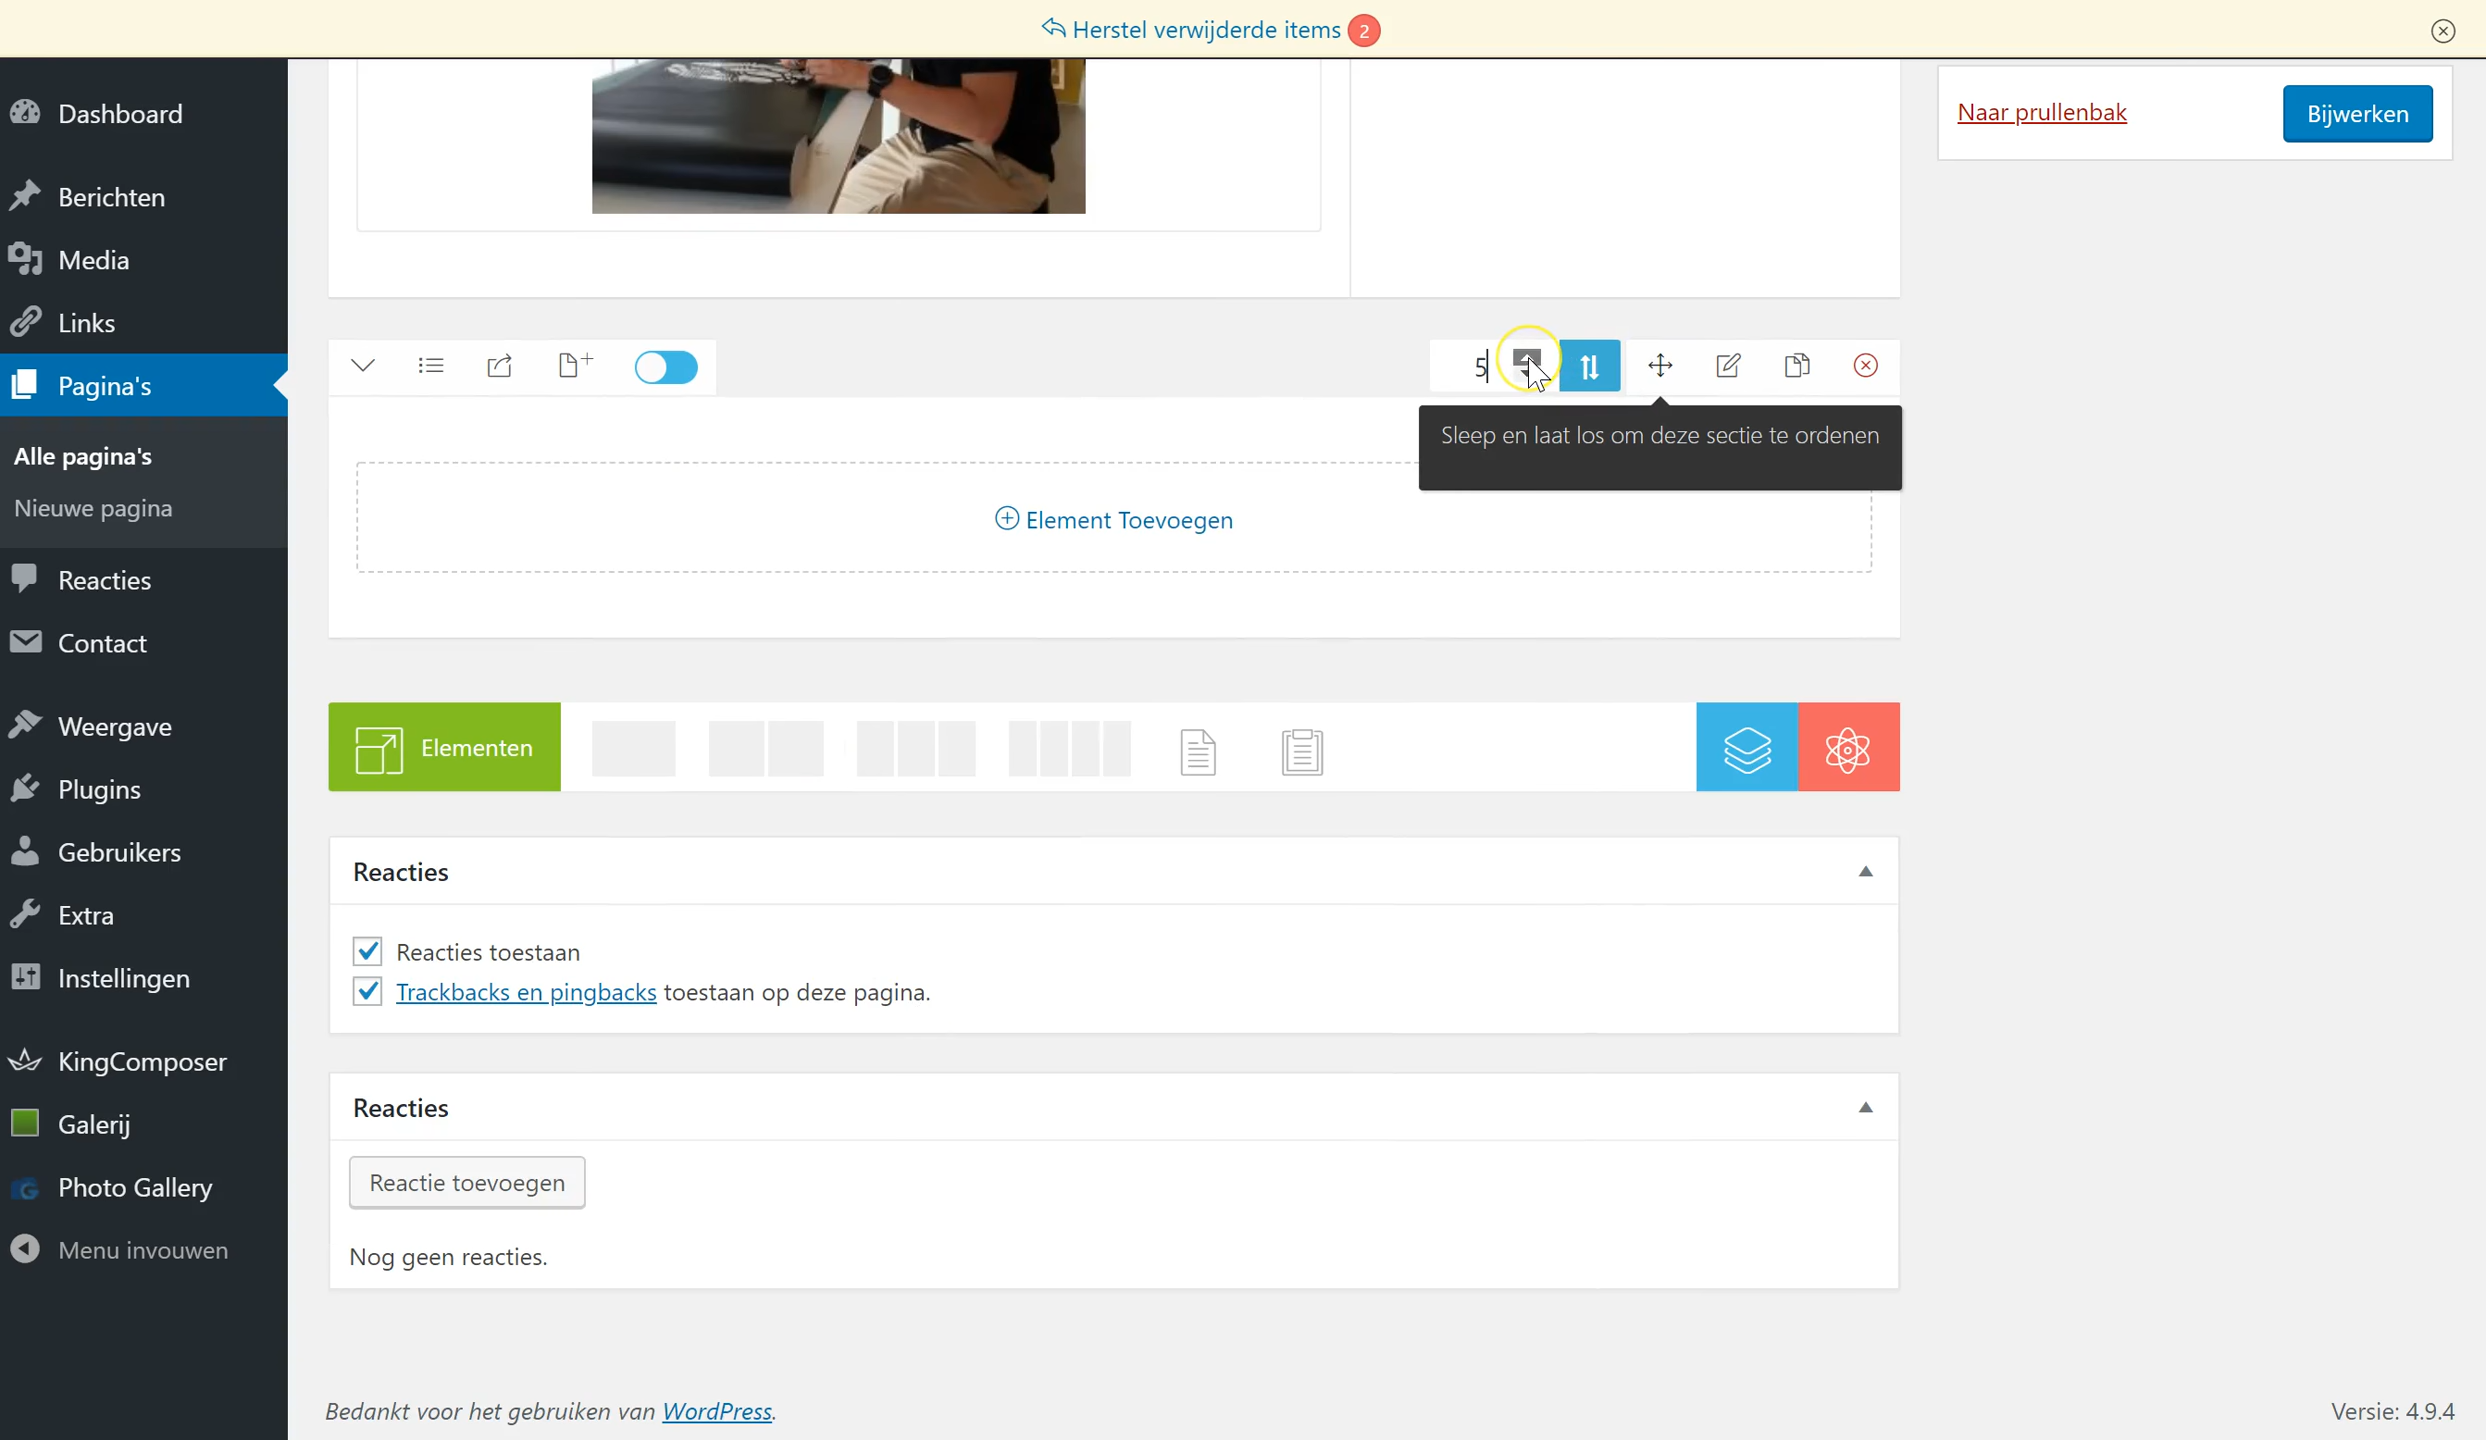 Herstel verwijderde items 2
Dashboard
Berichten
Media
Links
Pagina's
Alle pagina's
Nieuwe pagina
Reacties
Contact
Weergave
Plugins
Gebruikers
Extra
Instellingen
KingComposer
Galerij
Photo Gallery
Menu invouwen
Naar prullenbak
Bijwerken
5
Sleep en laat los om deze sectie te ordenen
Element Toevoegen
Elementen
Reacties
Reacties toestaan
Trackbacks en pingbacks toestaan op deze pagina.
Reacties
Reactie toevoegen
Nog geen reacties.
Bedankt voor het gebruiken van WordPress.
Versie: 4.9.4